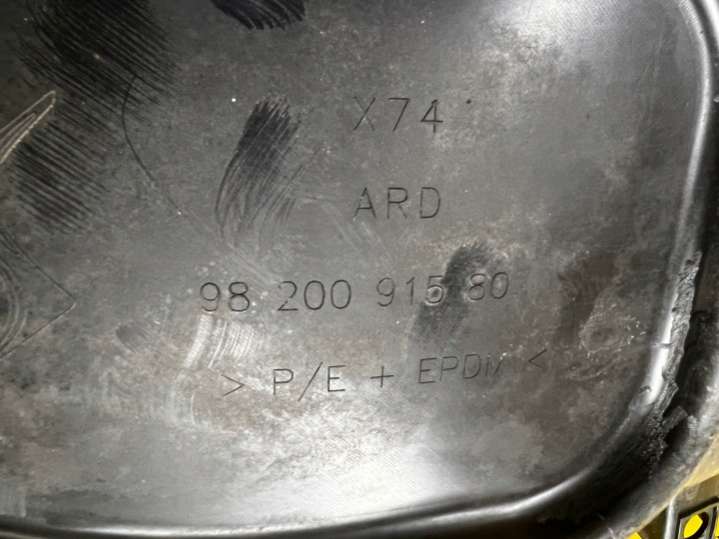 X74
ARD
98 200 915 80
> P/E + EPDM <